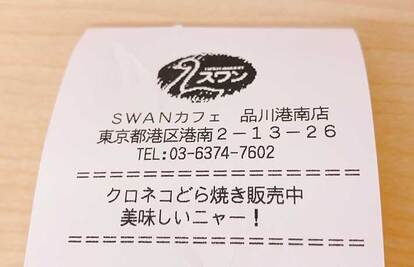 スワン
SWANカフェ 品川港南店
東京都港区港南2-13-26
TEL:03-6374-7602
==============================
クロネコどら焼き販売中
美味しいニャー!
==============================